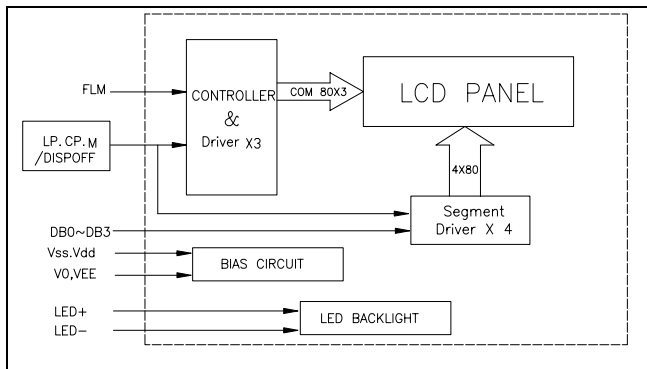 FLM
CONTROLLER
&
Driver X3
COM 80X3
LCD PANEL
LP.CP.M
/DISPOFF
4X80
Segment
Driver X 4
DB0~DB3
Vss.Vdd
V0,VEE
BIAS CIRCUIT
LED+
LED-
LED BACKLIGHT